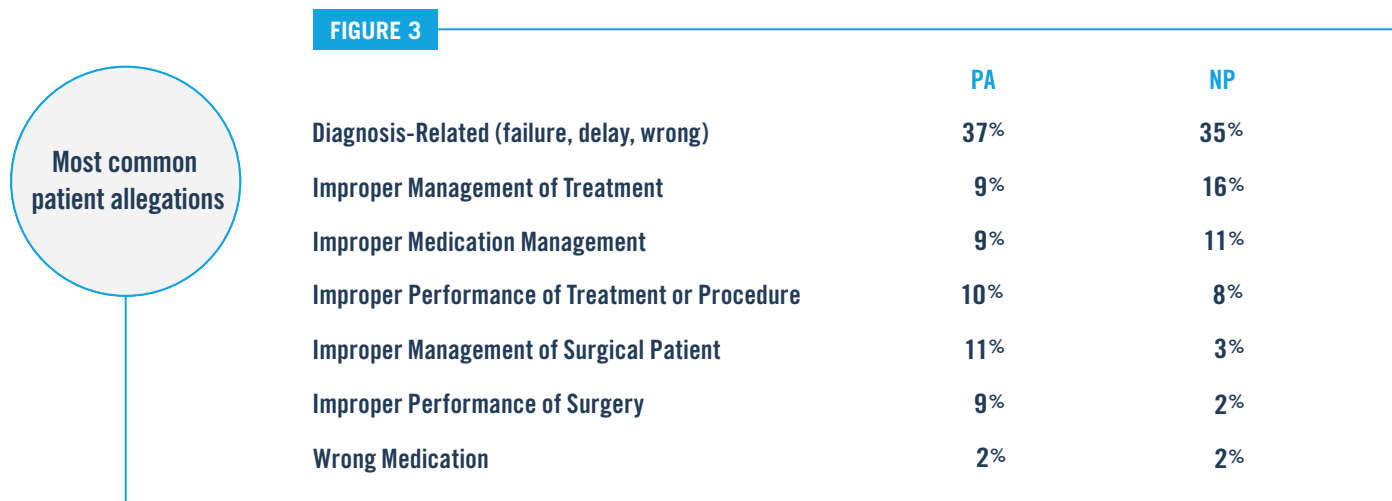 FIGURE 3
Most common
patient allegations
PA NP
Diagnosis-Related (failure, delay, wrong) 37% 35%
Improper Management of Treatment 9% 16%
Improper Medication Management 9% 11%
Improper Performance of Treatment or Procedure 10% 8%
Improper Management of Surgical Patient 11% 3%
Improper Performance of Surgery 9% 2%
Wrong Medication 2% 2%